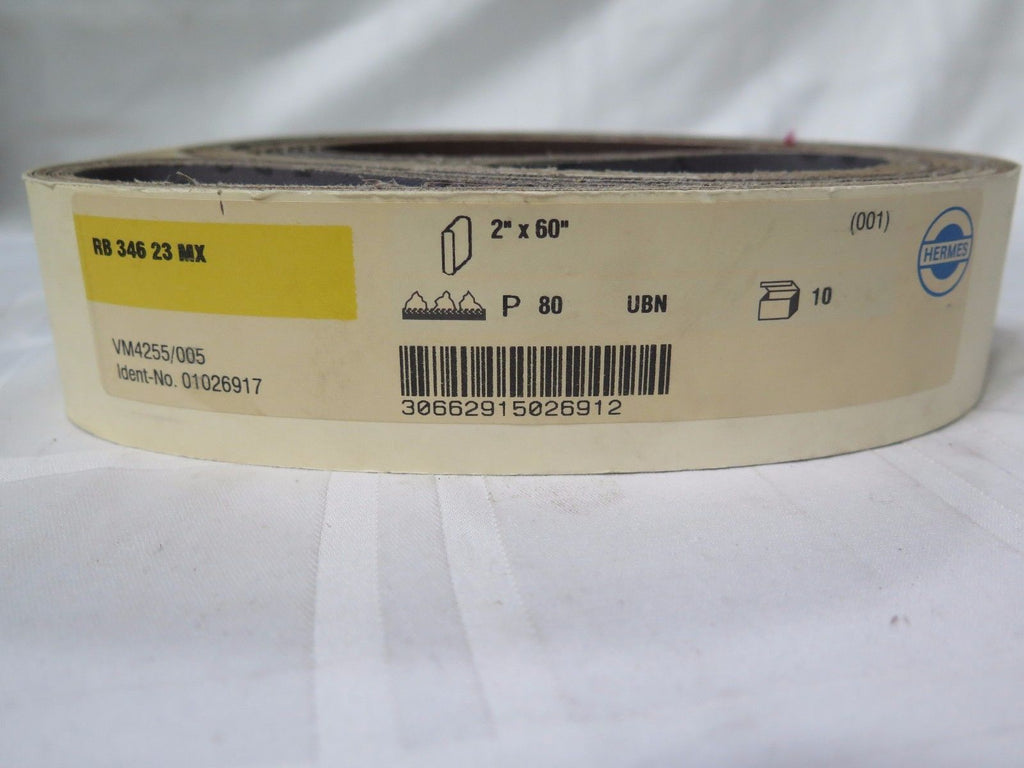 RB 346 23 MX
VM4255/005
Ident-No. 01026917
2" x 60"
P 80 UBN
30662915026912
10
(001)
HERMES